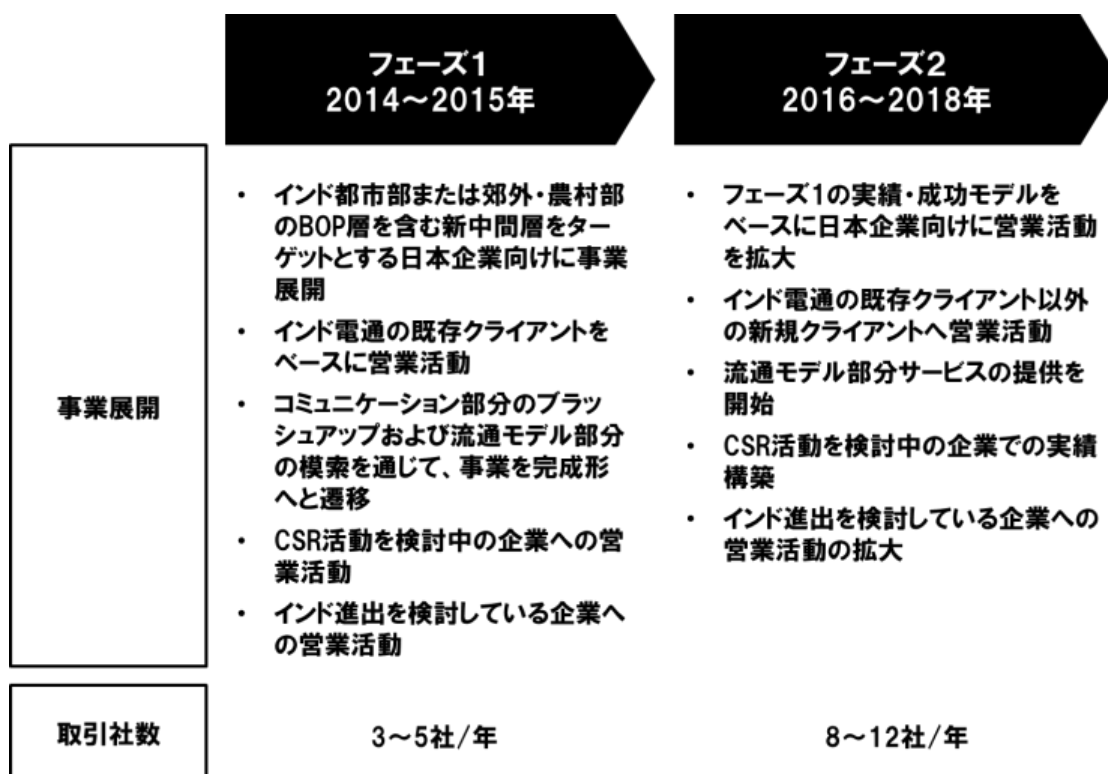 フェーズ1
2014～2015年
フェーズ2
2016～2018年
事業展開
・ インド都市部または郊外・農村部
のBOP層を含む新中間層をター
ゲットとする日本企業向けに事業
展開
・ インド電通の既存クライアントを
ベースに営業活動
・ コミュニケーション部分のブラッ
シュアップおよび流通モデル部分
の模索を通じて、事業を完成形
へと遷移
・ CSR活動を検討中の企業への営
業活動
・ インド進出を検討している企業へ
の営業活動
・ フェーズ1の実績・成功モデルを
ベースに日本企業向けに営業活動
を拡大
・ インド電通の既存クライアント以外
の新規クライアントへ営業活動
・ 流通モデル部分サービスの提供を
開始
・ CSR活動を検討中の企業での実績
構築
・ インド進出を検討している企業への
営業活動の拡大
取引社数
3～5社/年
8～12社/年